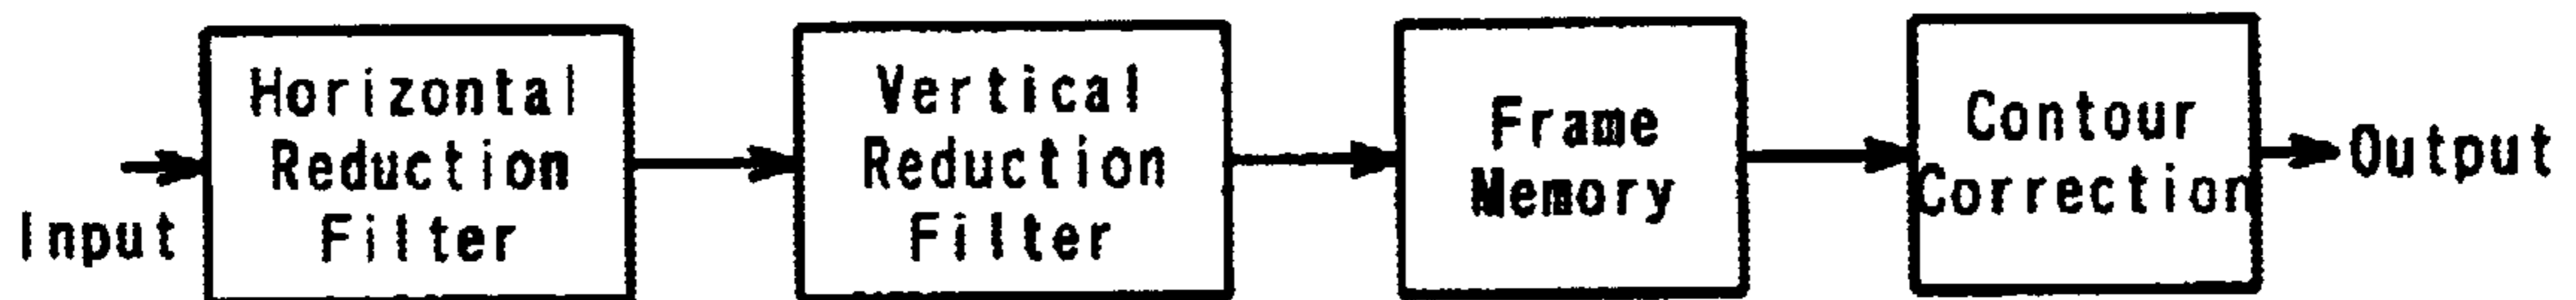 Input
Horizontal
Reduction
Filter
Vertical
Reduction
Filter
Frame
Memory
Contour
Correction
Output